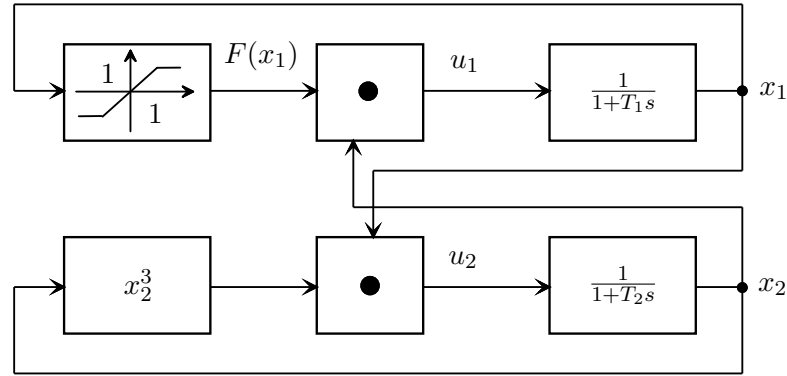 F(x₁)
u₁
1
1
1/(1+T₁s)
x₁
x₂³
u₂
1/(1+T₂s)
x₂